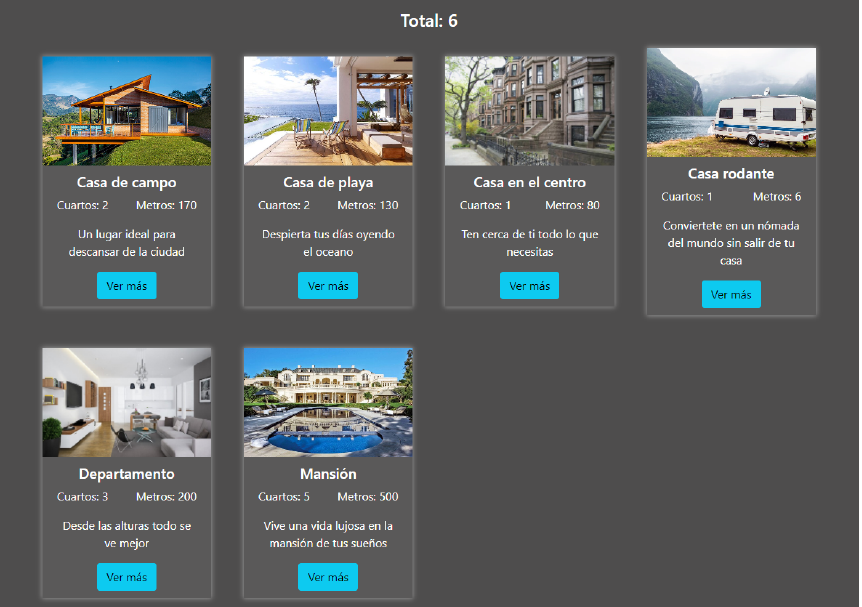 Total: 6
Casa de campo
Cuartos: 2 Metros: 170
Un lugar ideal para
descansar de la ciudad
Ver más
Casa de playa
Cuartos: 2 Metros: 130
Despierta tus días oyendo
el oceano
Ver más
Casa en el centro
Cuartos: 1 Metros: 80
Ten cerca de ti todo lo que
necesitas
Ver más
Casa rodante
Cuartos: 1 Metros: 6
Conviertete en un nómada
del mundo sin salir de tu
casa
Ver más
Departamento
Cuartos: 3 Metros: 200
Desde las alturas todo se
ve mejor
Ver más
Mansión
Cuartos: 5 Metros: 500
Vive una vida lujosa en la
mansión de tus sueños
Ver más